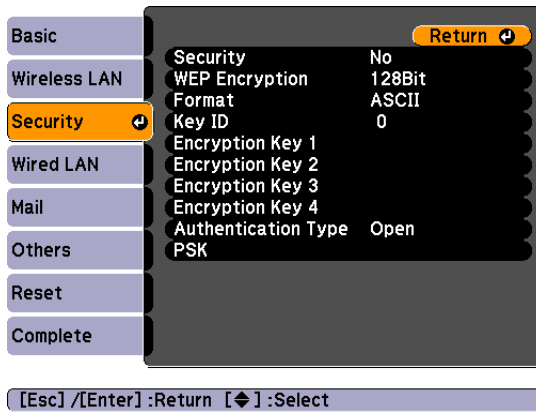 Basic
Wireless LAN
Security
Wired LAN
Mail
Others
Reset
Complete
Return
Security No
WEP Encryption 128Bit
Format ASCII
Key ID 0
Encryption Key 1
Encryption Key 2
Encryption Key 3
Encryption Key 4
Authentication Type Open
PSK
[Esc] /[Enter] :Return [◆] :Select